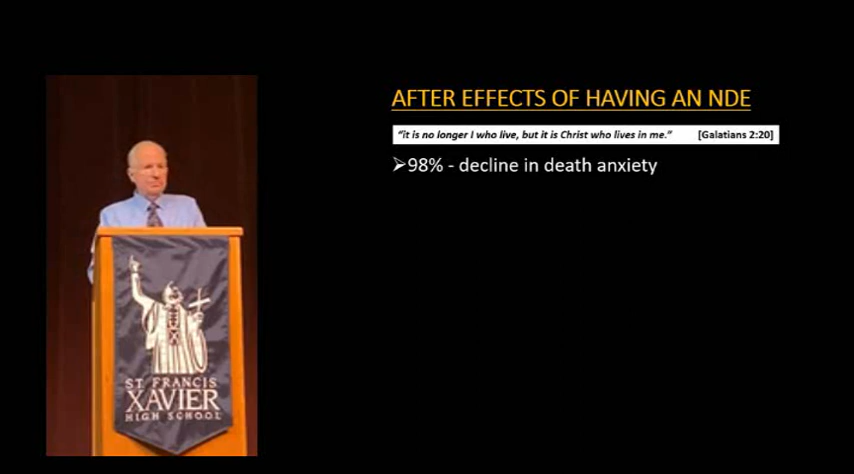 AFTER EFFECTS OF HAVING AN NDE
“it is no longer I who live, but it is Christ who lives in me.” [Galatians 2:20]
➢98% - decline in death anxiety
ST. FRANCIS
XAVIER
HIGH SCHOOL